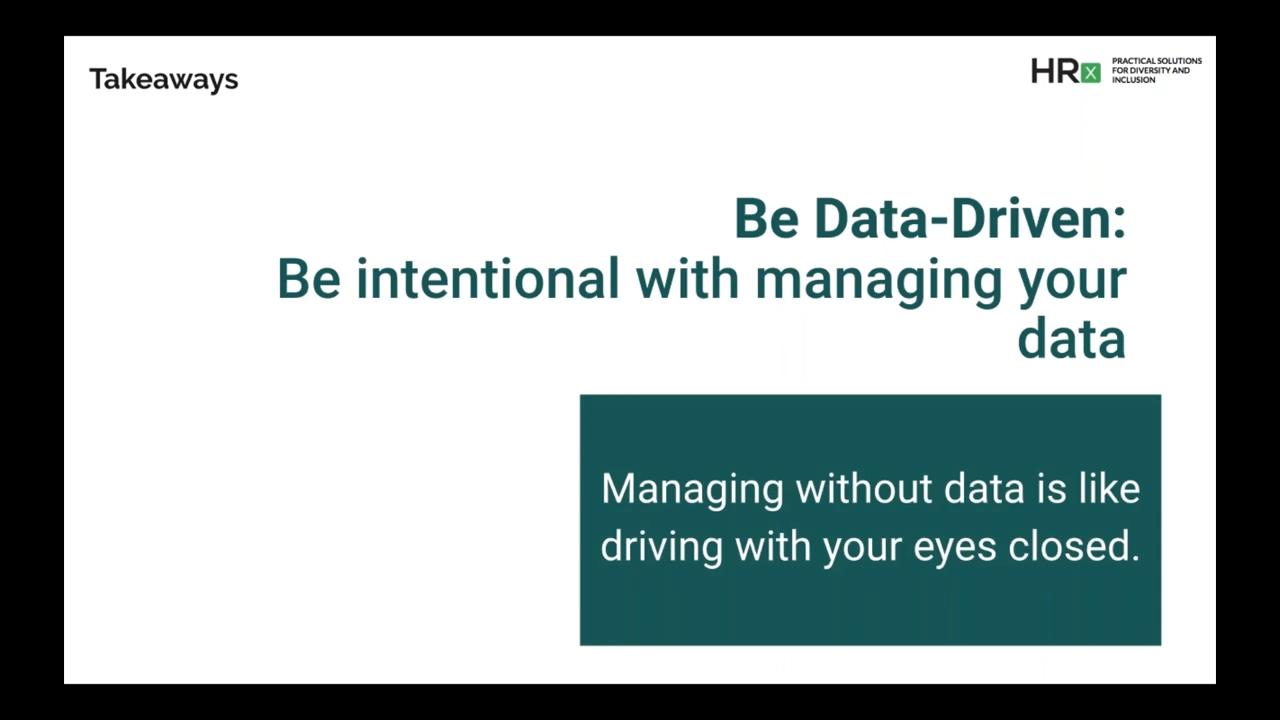 Takeaways
HRx
PRACTICAL SOLUTIONS
FOR DIVERSITY AND
INCLUSION
Be Data-Driven:
Be intentional with managing your
data
Managing without data is like
driving with your eyes closed.